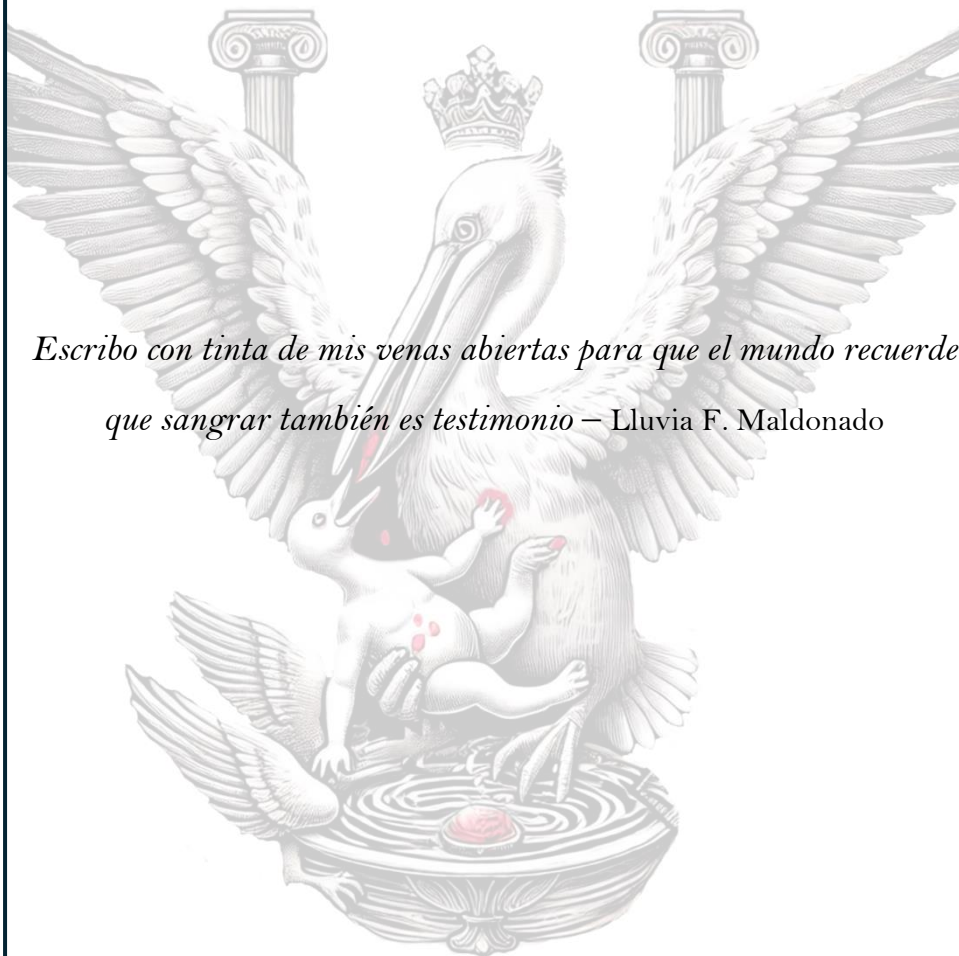 Escribo con tinta de mis venas abiertas para que el mundo recuerde
que sangrar también es testimonio – Lluvia F. Maldonado